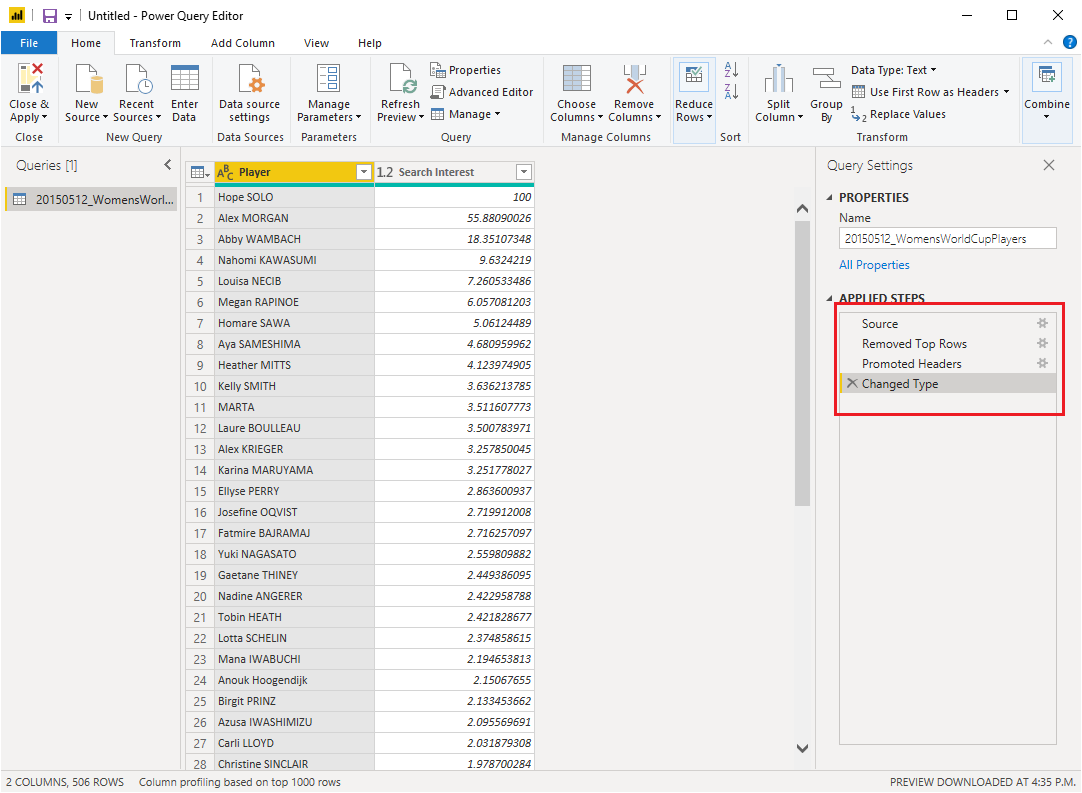 Untitled - Power Query Editor
File Home Transform Add Column View Help
Close & Apply
New Source
Recent Sources
Enter Data
Data source settings
Manage Parameters
Refresh Preview
Properties
Advanced Editor
Manage
Choose Columns
Remove Columns
Reduce Rows
Split Column
Group By
Data Type: Text
Use First Row as Headers
Replace Values
Combine
Close New Query Data Sources Parameters Query Manage Columns Sort Transform
Queries [1]
20150512_WomensWorl...
Player 1.2 Search Interest
1 Hope SOLO 100
2 Alex MORGAN 55.88090026
3 Abby WAMBACH 18.35107348
4 Nahomi KAWASUMI 9.6324219
5 Louisa NECIB 7.260533486
6 Megan RAPINOE 6.057081203
7 Homare SAWA 5.06124489
8 Aya SAMESHIMA 4.680959962
9 Heather MITTS 4.123974905
10 Kelly SMITH 3.636213785
11 MARTA 3.511607773
12 Laure BOULLEAU 3.500783971
13 Alex KRIEGER 3.257850045
14 Karina MARUYAMA 3.251778027
15 Ellyse PERRY 2.863600937
16 Josefine OQVIST 2.719912008
17 Fatmire BAJRAMAJ 2.716257097
18 Yuki NAGASATO 2.559809882
19 Gaetane THINEY 2.449386095
20 Nadine ANGERER 2.422958788
21 Tobin HEATH 2.421828677
22 Lotta SCHELIN 2.374858615
23 Mana IWABUCHI 2.194653813
24 Anouk Hoogendijk 2.15067655
25 Birgit PRINZ 2.133453662
26 Azusa IWASHIMIZU 2.095569691
27 Carli LLOYD 2.031879308
28 Christine SINCLAIR 1.978700284
Query Settings
PROPERTIES
Name
20150512_WomensWorldCupPlayers
All Properties
APPLIED STEPS
Source
Removed Top Rows
Promoted Headers
Changed Type
2 COLUMNS, 506 ROWS Column profiling based on top 1000 rows
PREVIEW DOWNLOADED AT 4:35 P.M.